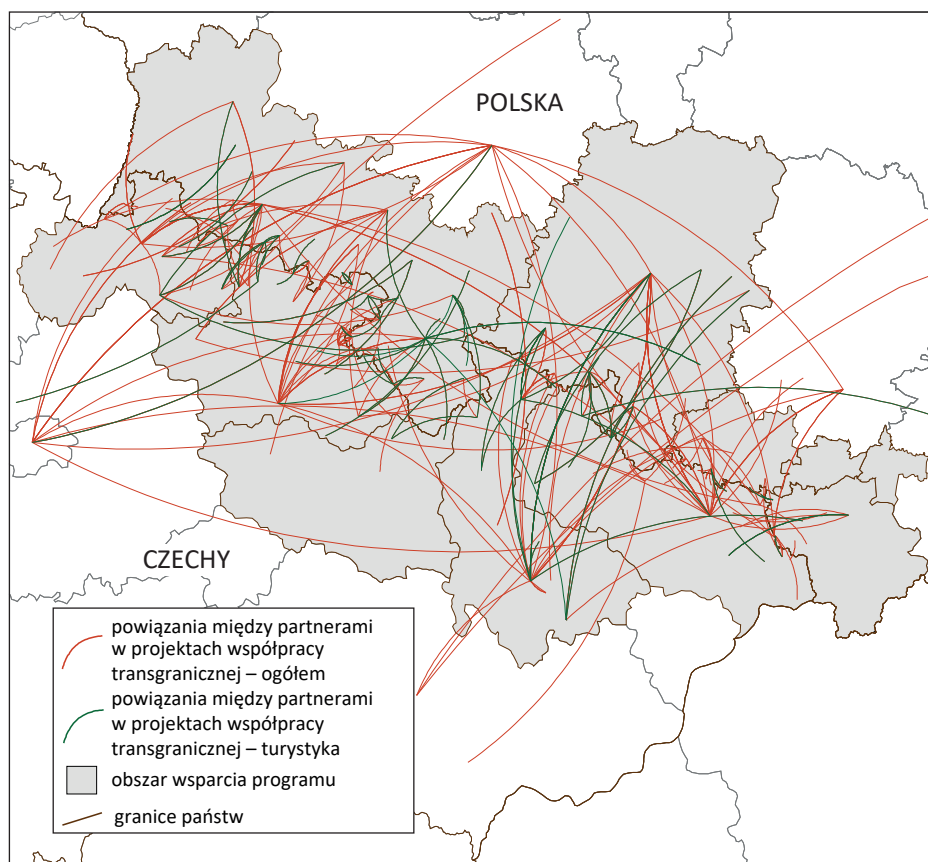 POLSKA
CZECHY
powiązania między partnerami
w projektach współpracy
transgranicznej – ogółem
powiązania między partnerami
w projektach współpracy
transgranicznej – turystyka
obszar wsparcia programu
granice państw